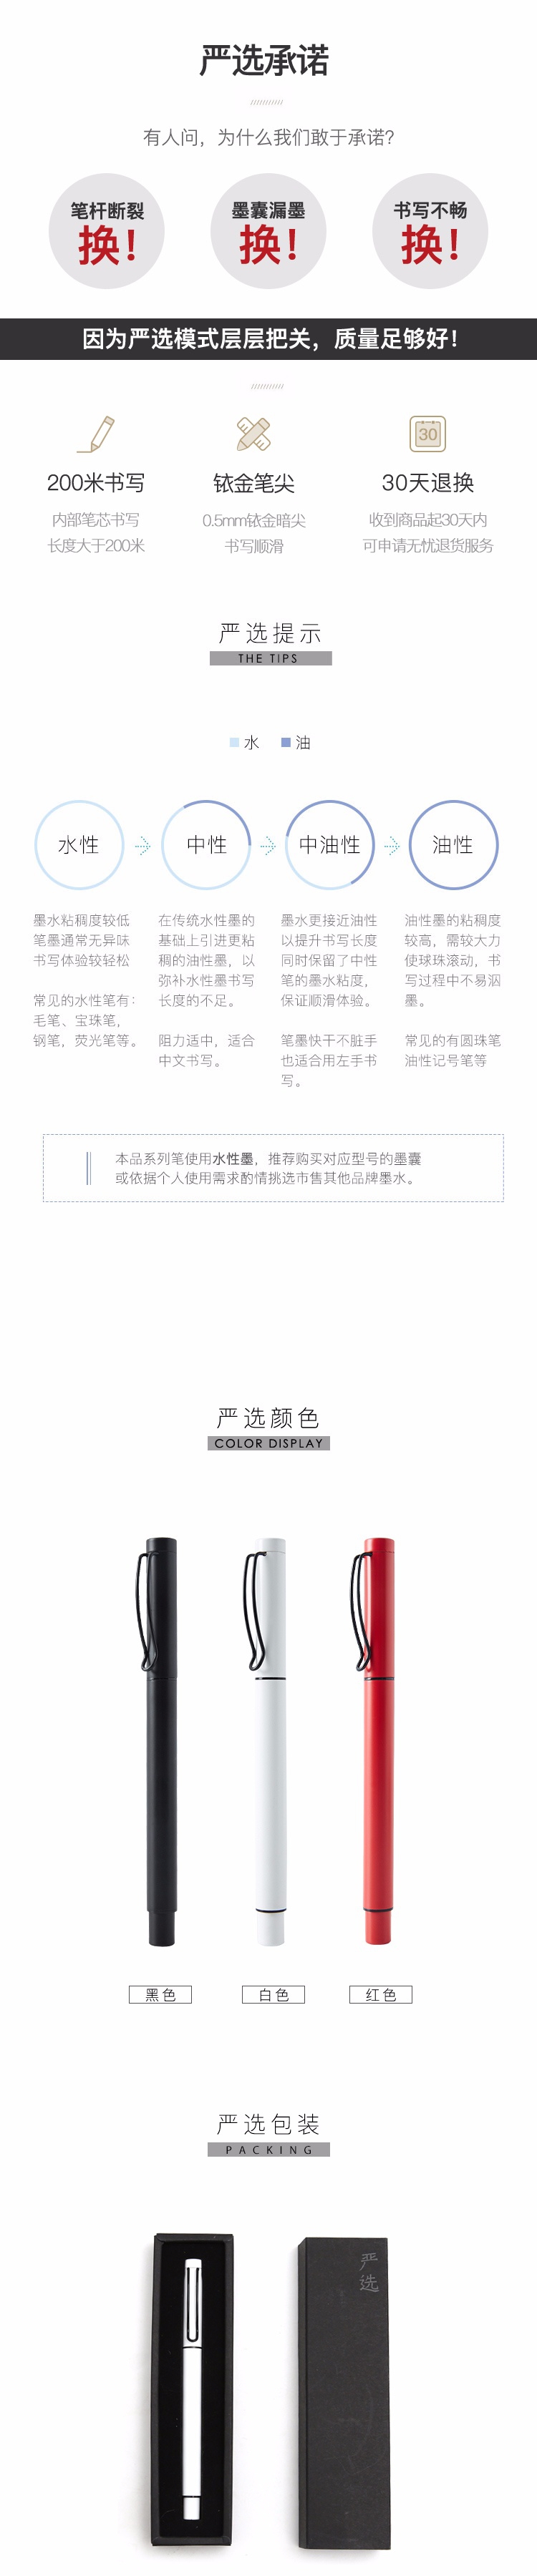 严选承诺
有人问，为什么我们敢于承诺？
笔杆断裂
换！
墨囊漏墨
换！
书写不畅
换！
因为严选模式层层把关，质量足够好！
30
200米书写
内部笔芯书写
长度大于200米
铱金笔尖
0.5mm铱金暗尖
书写顺滑
30天退换
收到商品起30天内
可申请无忧退货服务
严选提示
THE TIPS
水
油
水性
中性
中油性
油性
墨水粘稠度较低
笔墨通常无异味
书写体验较轻松
常见的水性笔有：
毛笔、宝珠笔，
钢笔，荧光笔等。
在传统水性墨的
基础上引进更粘
稠的油性墨，以
弥补水性墨书写
长度的不足。
阻力适中，适合
中文书写。
墨水更接近油性
以提升书写长度
同时保留了中性
笔的墨水粘度，
保证顺滑体验。
笔墨快干不脏手
也适合用左手书
写。
油性墨的粘稠度
较高，需较大力
使球珠滚动，书
写过程中不易洇
墨。
常见的有圆珠笔
油性记号笔等
本品系列笔使用水性墨，推荐购买对应型号的墨囊
或依据个人使用需求酌情挑选市售其他品牌墨水。
严选颜色
COLOR DISPLAY
黑色
白色
红色
严选包装
PACKING
严
选